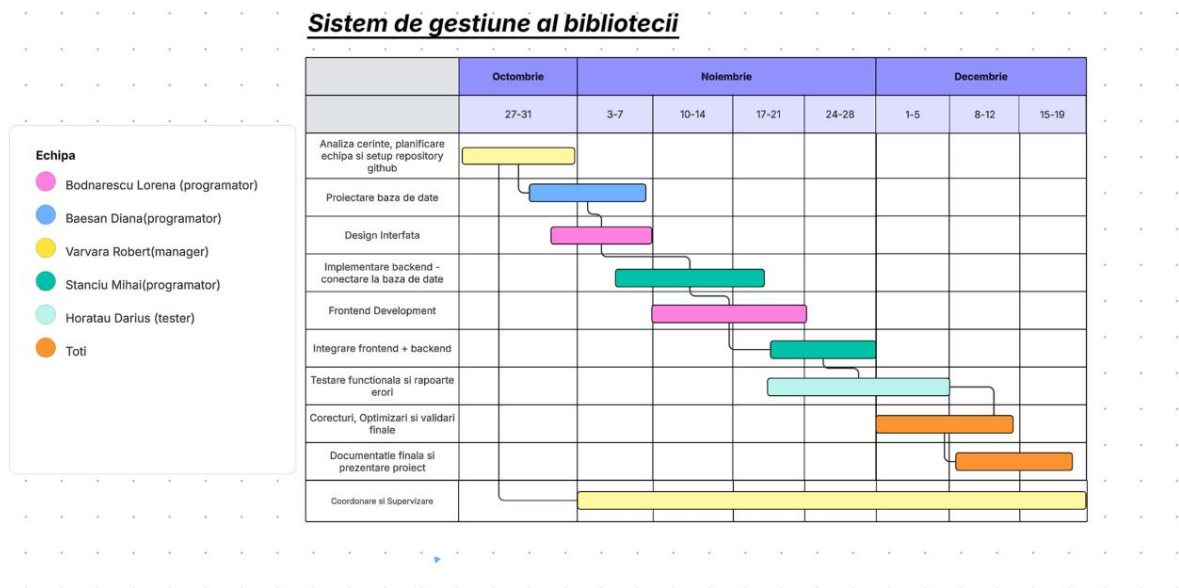 Sistem de gestiune al bibliotecii
Octombrie
Noiembrie
Decembrie
27-31
3-7
10-14
17-21
24-28
1-5
8-12
15-19
Echipa
Bodnarescu Lorena (programator)
Baesan Diana(programator)
Varvara Robert(manager)
Stanciu Mihai(programator)
Horatau Darius (tester)
Toti
Analiza cerinte, planificare
echipa si setup repository
github
Proiectare baza de date
Design Interfata
Implementare backend -
conectare la baza de date
Frontend Development
Integrare frontend + backend
Testare functionala si rapoarte
erori
Corecturi, Optimizari si validari
finale
Documentatie finala si
prezentare proiect
Coordonare si Supervizare